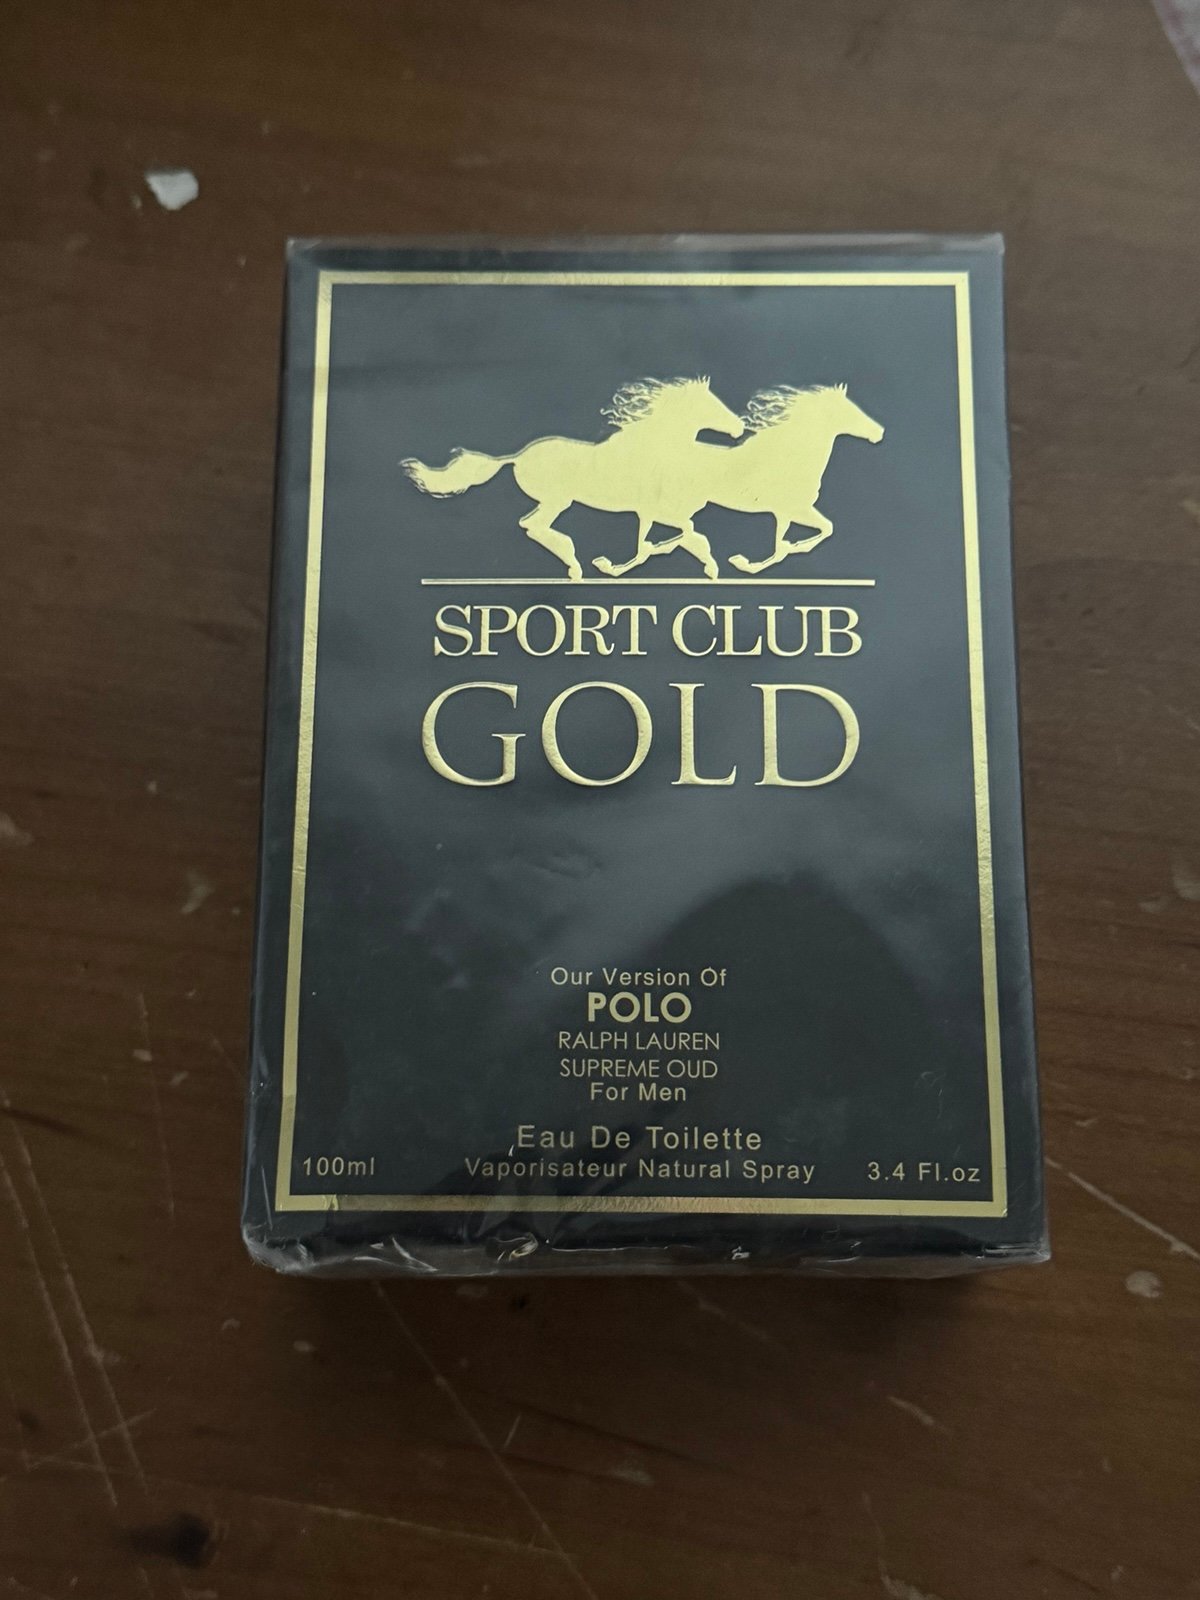 SPORT CLUB
GOLD
Our Version Of
POLO
RALPH LAUREN
SUPREME OUD
For Men
Eau De Toilette
100ml Vaporisateur Natural Spray 3.4 Fl.oz